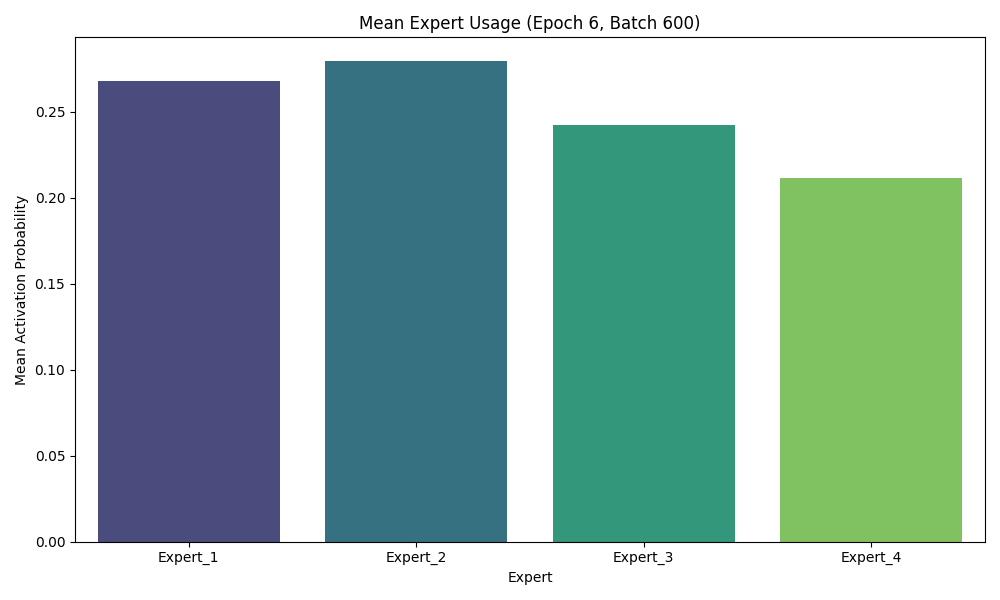 Mean Expert Usage (Epoch 6, Batch 600)
Mean Activation Probability
0.25
0.20
0.15
0.10
0.05
0.00
Expert_1
Expert_2
Expert_3
Expert_4
Expert